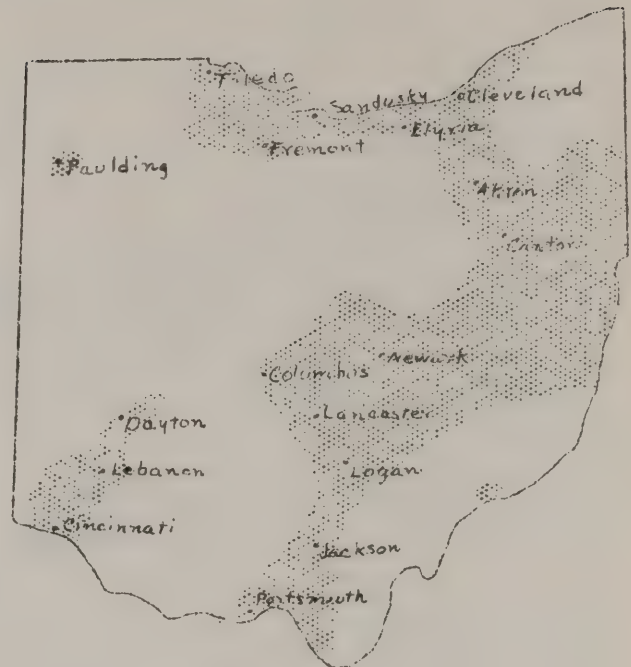 Toledo
Sandusky
Cleveland
Elyria
Fremont
Paulding
Akron
Canton
Newark
Columbus
Lancaster
Dayton
Lebanon
Logan
Cincinnati
Jackson
Portsmouth